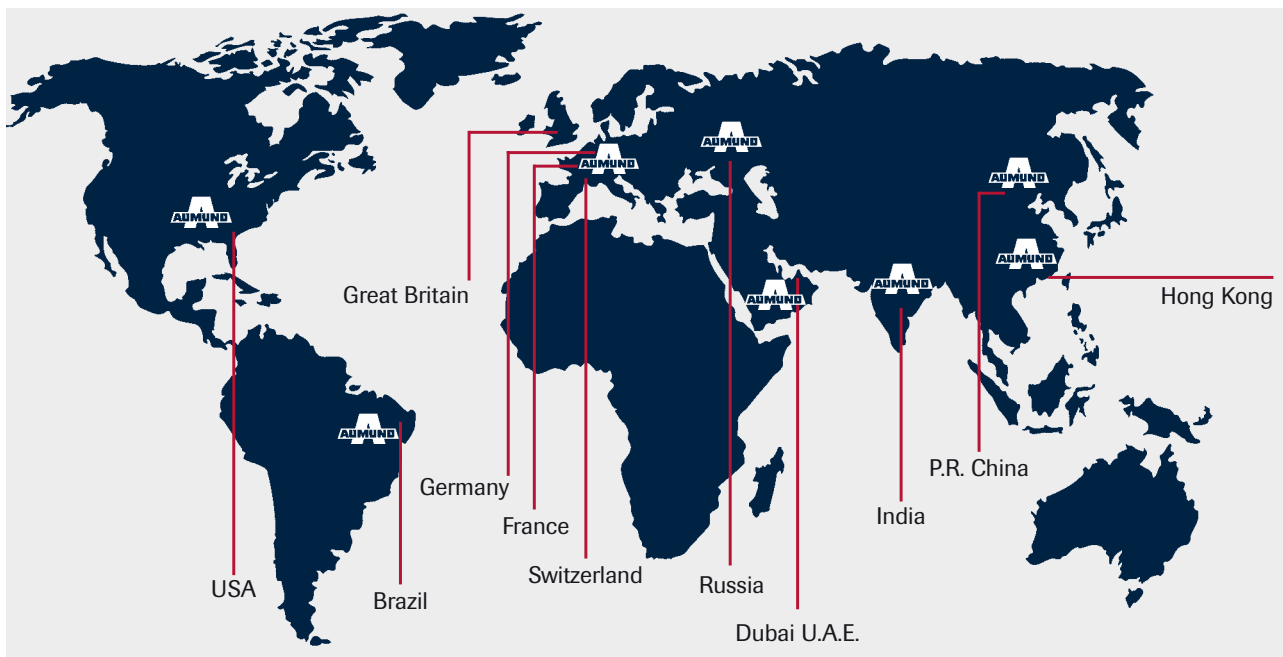 AUMUND
AUMUND
AUMUND
AUMUND
AUMUND
AUMUND
AUMUND
AUMUND
Great Britain
Hong Kong
P.R. China
Germany
India
France
Switzerland
Russia
USA
Brazil
Dubai U.A.E.